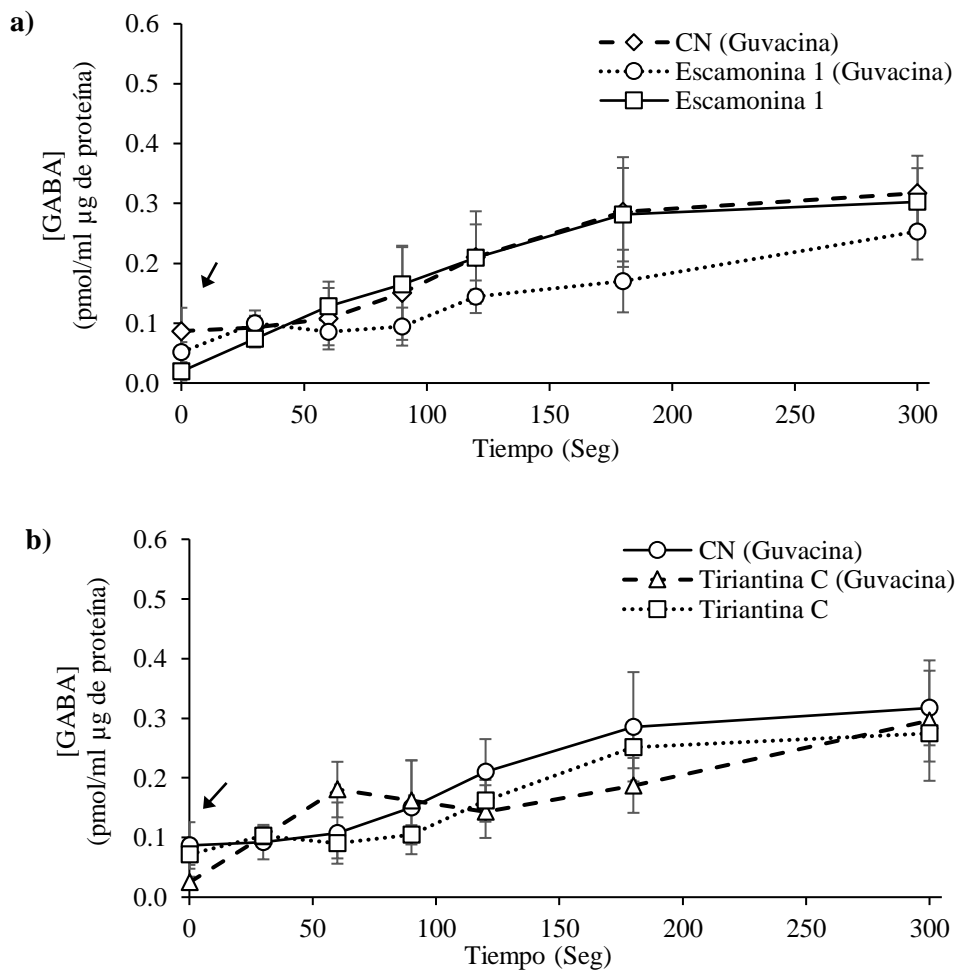 a)
0.6
0.5
0.4
0.3
0.2
0.1
0.0
[GABA]
(pmol/ml µg de proteína)
CN (Guvacina)
Escamonina 1 (Guvacina)
Escamonina 1
0 50 100 150 200 250 300
Tiempo (Seg)
b)
0.6
0.5
0.4
0.3
0.2
0.1
0.0
[GABA]
(pmol/ml µg de proteína)
CN (Guvacina)
Tiriantina C (Guvacina)
Tiriantina C
0 50 100 150 200 250 300
Tiempo (Seg)